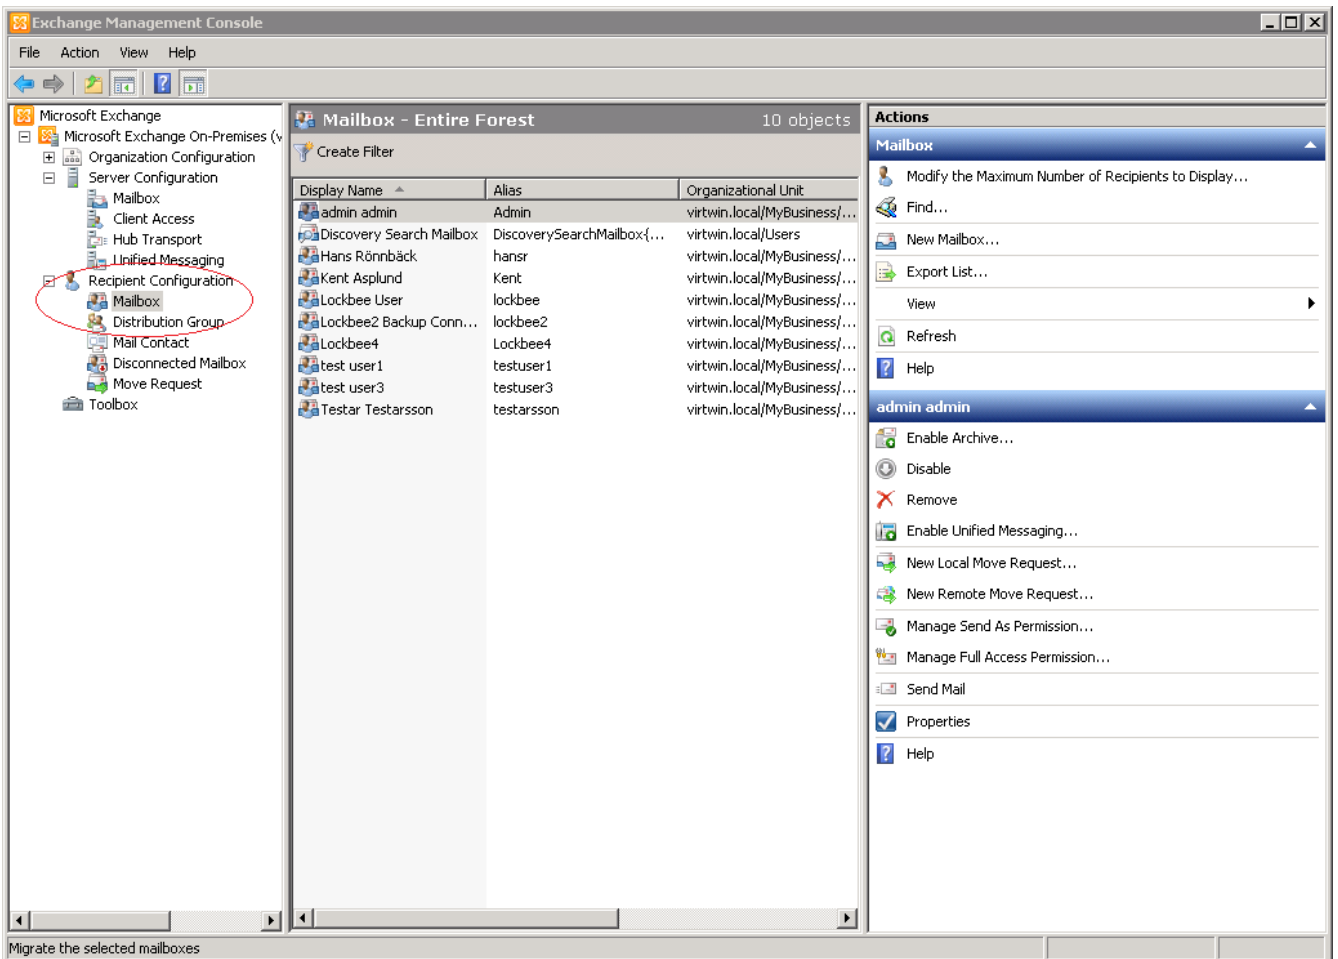 Exchange Management Console
File Action View Help
Microsoft Exchange
Microsoft Exchange On-Premises (v
Organization Configuration
Server Configuration
Mailbox
Client Access
Hub Transport
Unified Messaging
Recipient Configuration
Mailbox
Distribution Group
Mail Contact
Disconnected Mailbox
Move Request
Toolbox
Mailbox - Entire Forest 10 objects
Create Filter
Display Name Alias Organizational Unit
admin admin Admin virtwin.local/MyBusiness/...
Discovery Search Mailbox DiscoverySearchMailbox{... virtwin.local/Users
Hans Rönnbäck hansr virtwin.local/MyBusiness/...
Kent Asplund Kent virtwin.local/MyBusiness/...
Lockbee User lockbee virtwin.local/MyBusiness/...
Lockbee2 Backup Conn... lockbee2 virtwin.local/MyBusiness/...
Lockbee4 Lockbee4 virtwin.local/MyBusiness/...
test user1 testuser1 virtwin.local/MyBusiness/...
test user3 testuser3 virtwin.local/MyBusiness/...
Testar Testarsson testarsson virtwin.local/MyBusiness/...
Actions
Mailbox
Modify the Maximum Number of Recipients to Display...
Find...
New Mailbox...
Export List...
View
Refresh
Help
admin admin
Enable Archive...
Disable
Remove
Enable Unified Messaging...
New Local Move Request...
New Remote Move Request...
Manage Send As Permission...
Manage Full Access Permission...
Send Mail
Properties
Help
Migrate the selected mailboxes